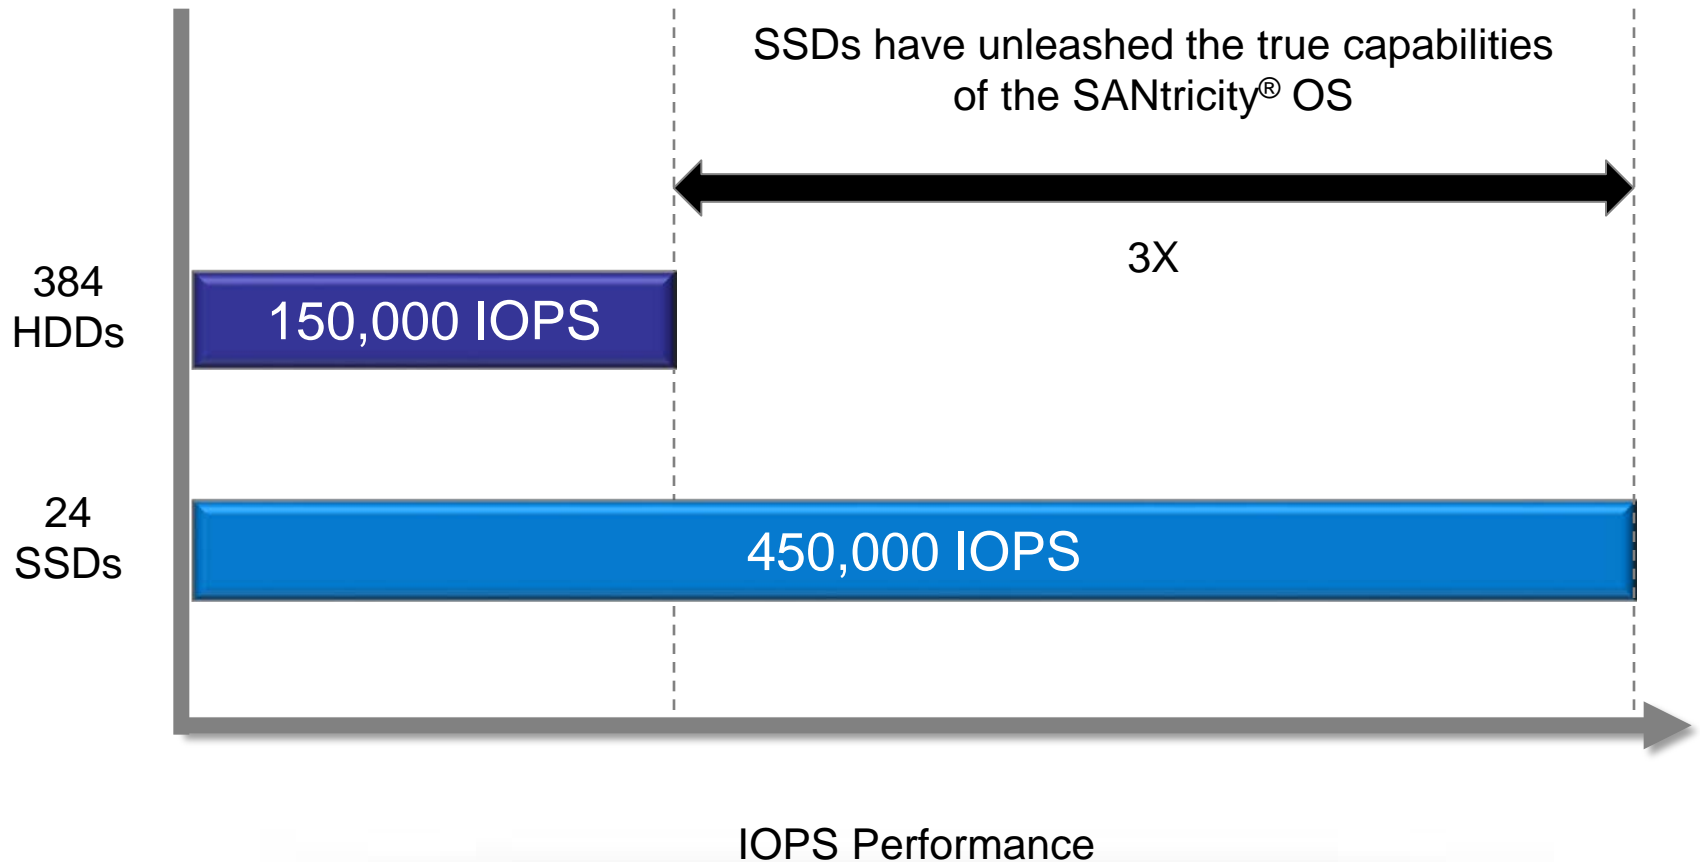 SSDs have unleashed the true capabilities
of the SANtricity® OS
3X
384
HDDs
150,000 IOPS
24
SSDs
450,000 IOPS
IOPS Performance